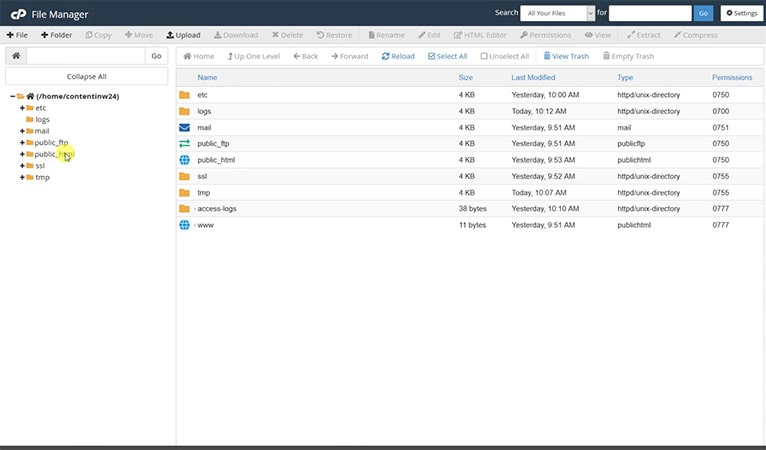 cP File Manager Search All Your Files for Go Settings
+ File + Folder Copy Move Upload Download Delete Restore Rename Edit HTML Editor Permissions View Extract Compress
Go Home Up One Level Back Forward Reload Select All Unselect All View Trash Empty Trash
Collapse All
Name Size Last Modified Type Permissions
(/home/contentinw24)
etc
logs
mail
public_ftp
public_html
ssl
tmp
etc 4 KB Yesterday, 10:00 AM httpd/unix-directory 0750
logs 4 KB Today, 10:12 AM httpd/unix-directory 0700
mail 4 KB Yesterday, 9:51 AM mail 0751
public_ftp 4 KB Yesterday, 9:51 AM publicftp 0750
public_html 4 KB Yesterday, 9:53 AM publichtml 0750
ssl 4 KB Yesterday, 9:52 AM httpd/unix-directory 0755
tmp 4 KB Today, 10:07 AM httpd/unix-directory 0755
access-logs 38 bytes Yesterday, 10:10 AM httpd/unix-directory 0777
www 11 bytes Yesterday, 9:51 AM publichtml 0777